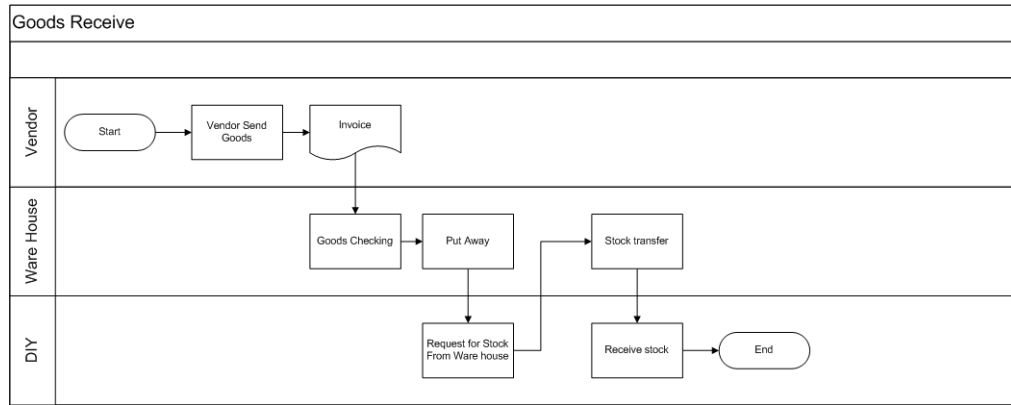 Goods Receive
Vendor
Start
Vendor Send
Goods
Invoice
Ware House
Goods Checking
Put Away
Stock transfer
DIY
Request for Stock
From Ware house
Receive stock
End